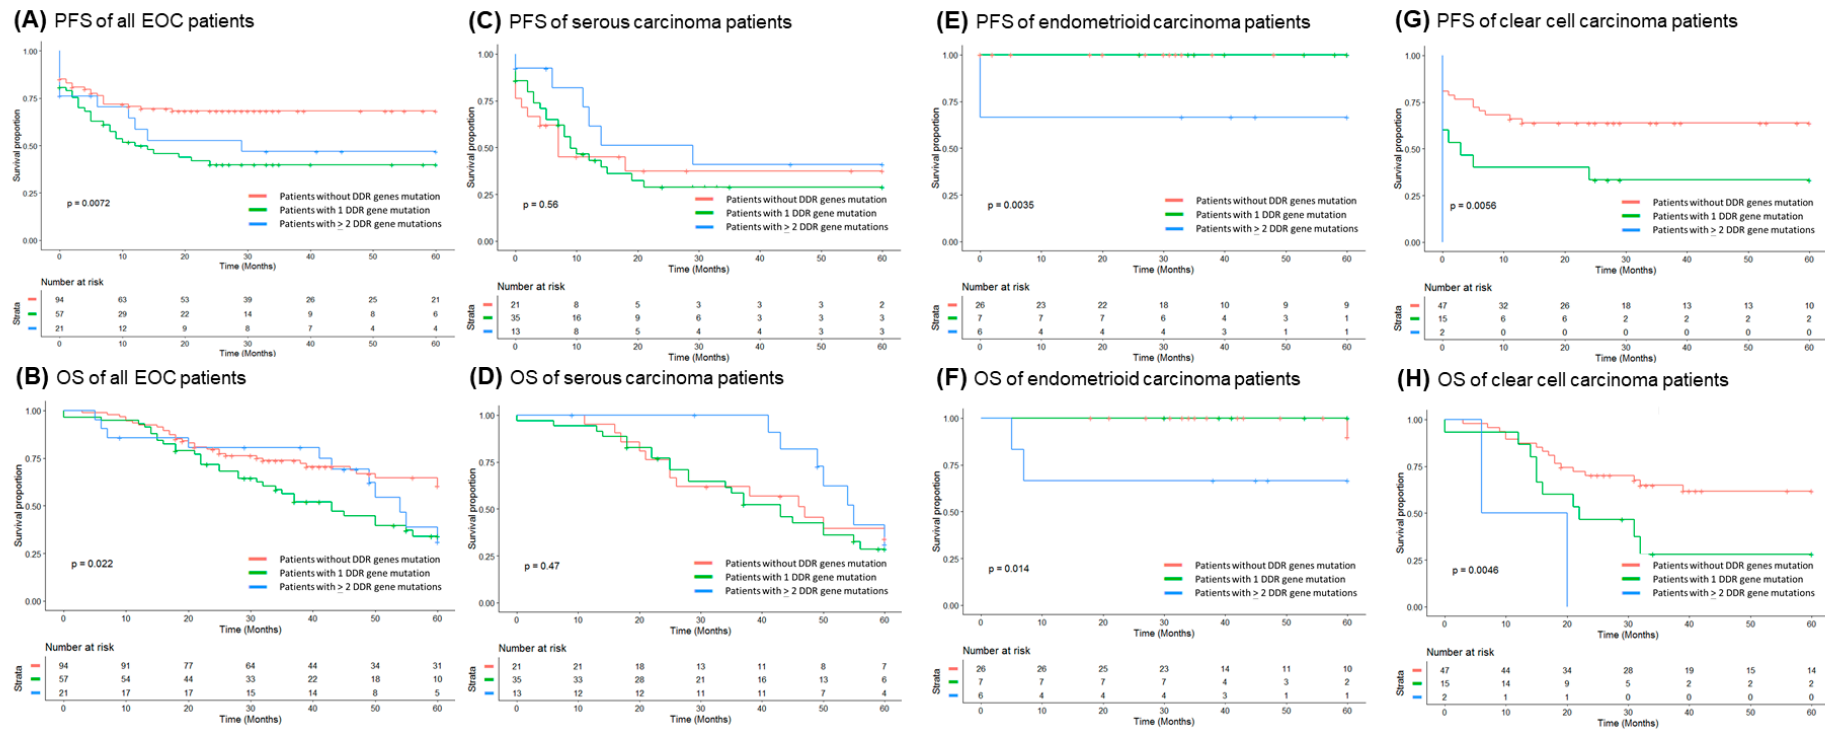 (A) PFS of all EOC patients
Survival proportion
1.00
0.75
0.50
0.25
0.00
p = 0.0072
Patients without DDR genes mutation
Patients with 1 DDR gene mutation
Patients with ≥ 2 DDR gene mutations
0 10 20 30 40 50 60
Time (Months)
Number at risk
Strata
94 63 53 39 26 25 21
57 29 22 14 9 8 6
21 12 9 8 7 4 4
0 10 20 30 40 50 60
Time (Months)
(C) PFS of serous carcinoma patients
Survival proportion
1.00
0.75
0.50
0.25
0.00
p = 0.56
Patients without DDR genes mutation
Patients with 1 DDR gene mutation
Patients with ≥ 2 DDR gene mutations
0 10 20 30 40 50 60
Time (Months)
Number at risk
Strata
21 8 5 3 3 3 2
35 16 9 6 3 3 3
13 8 5 4 4 3 3
0 10 20 30 40 50 60
Time (Months)
(E) PFS of endometrioid carcinoma patients
Survival proportion
1.00
0.75
0.50
0.25
0.00
p = 0.0035
Patients without DDR genes mutation
Patients with 1 DDR gene mutation
Patients with ≥ 2 DDR gene mutations
0 10 20 30 40 50 60
Time (Months)
Number at risk
Strata
26 23 22 18 10 9 9
7 7 7 6 4 3 1
6 4 4 4 3 1 1
0 10 20 30 40 50 60
Time (Months)
(G) PFS of clear cell carcinoma patients
Survival proportion
1.00
0.75
0.50
0.25
0.00
p = 0.0056
Patients without DDR genes mutation
Patients with 1 DDR gene mutation
Patients with ≥ 2 DDR gene mutations
0 10 20 30 40 50 60
Time (Months)
Number at risk
Strata
47 32 26 18 13 13 10
15 6 6 2 2 2 2
2 0 0 0 0 0 0
0 10 20 30 40 50 60
Time (Months)
(B) OS of all EOC patients
Survival proportion
1.00
0.75
0.50
0.25
0.00
p = 0.022
Patients without DDR genes mutation
Patients with 1 DDR gene mutation
Patients with ≥ 2 DDR gene mutations
0 10 20 30 40 50 60
Time (Months)
Number at risk
Strata
94 91 77 64 44 34 31
57 54 44 33 22 18 10
21 17 17 15 14 8 5
0 10 20 30 40 50 60
Time (Months)
(D) OS of serous carcinoma patients
Survival proportion
1.00
0.75
0.50
0.25
0.00
p = 0.47
Patients without DDR genes mutation
Patients with 1 DDR gene mutation
Patients with ≥ 2 DDR gene mutations
0 10 20 30 40 50 60
Time (Months)
Number at risk
Strata
21 21 18 13 11 8 7
35 33 28 21 16 13 6
13 12 12 11 11 7 4
0 10 20 30 40 50 60
Time (Months)
(F) OS of endometrioid carcinoma patients
Survival proportion
1.00
0.75
0.50
0.25
0.00
p = 0.014
Patients without DDR genes mutation
Patients with 1 DDR gene mutation
Patients with ≥ 2 DDR gene mutations
0 10 20 30 40 50 60
Time (Months)
Number at risk
Strata
26 26 25 23 14 11 10
7 7 7 7 4 3 2
6 4 4 4 3 1 1
0 10 20 30 40 50 60
Time (Months)
(H) OS of clear cell carcinoma patients
Survival proportion
1.00
0.75
0.50
0.25
0.00
p = 0.0046
Patients without DDR genes mutation
Patients with 1 DDR gene mutation
Patients with ≥ 2 DDR gene mutations
0 10 20 30 40 50 60
Time (Months)
Number at risk
Strata
47 44 34 28 19 15 14
15 14 9 5 2 2 2
2 1 1 0 0 0 0
0 10 20 30 40 50 60
Time (Months)